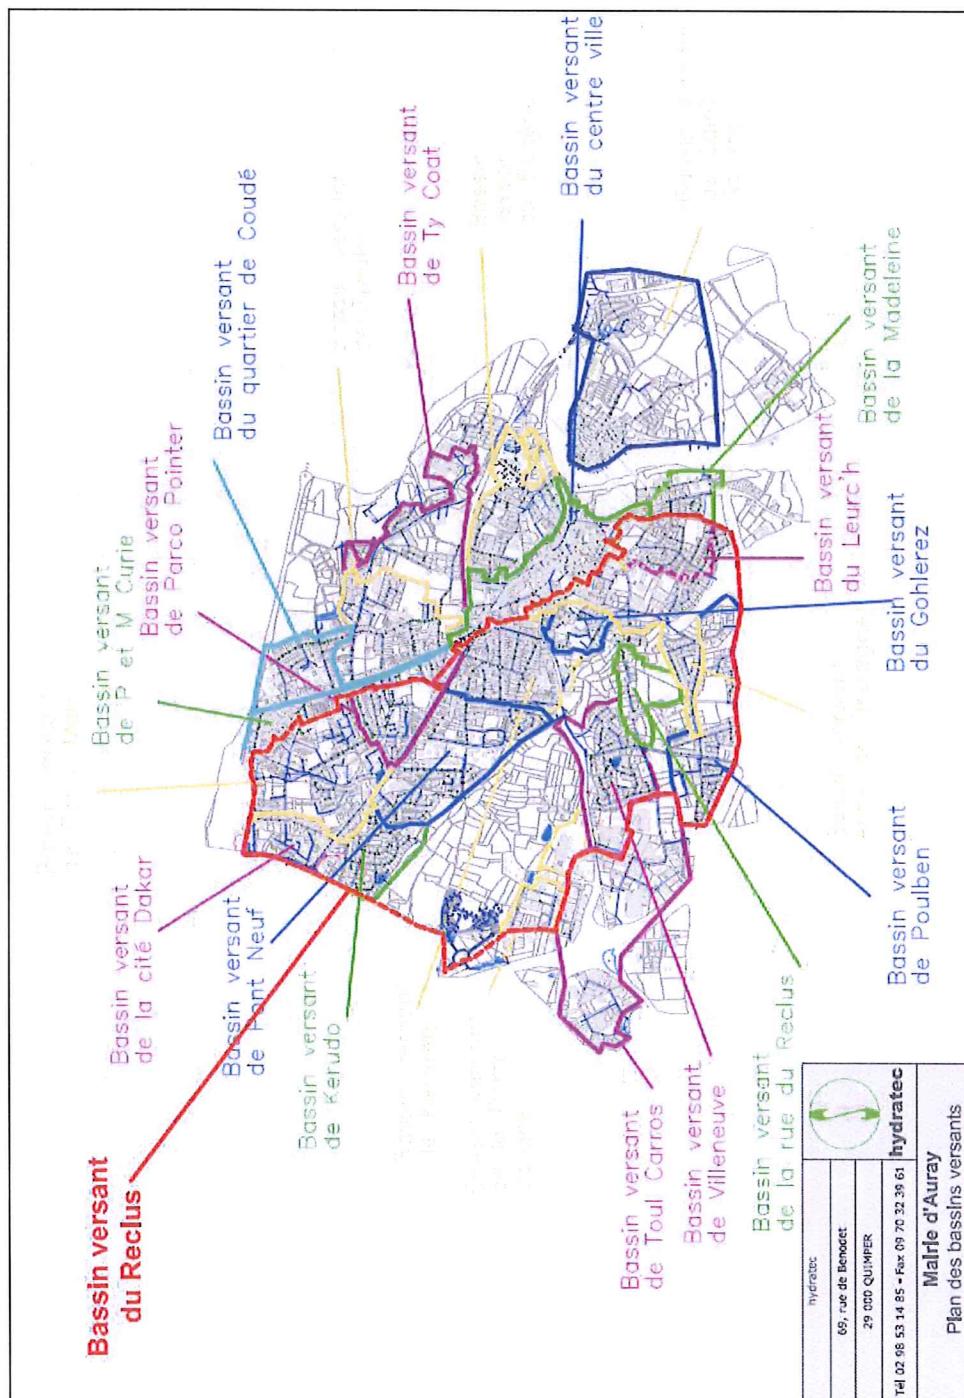 Bassin versant
du Reclus
Bassin versant
de la cité Dakar
Bassin versant
de Pont Neuf
Bassin versant
de Kerudo
Bassin versant
de Toul Carros
Bassin versant
de Villeneuve
Bassin versant
de la rue du Reclus
Bassin versant
de Poulben
Bassin versant
de P et M Curie
Bassin versant
de Parco Pointer
Bassin versant
du quartier de Coudé
Bassin versant
de Ty Coat
Bassin versant
du centre ville
Bassin versant
de la Madeleine
Bassin versant
du Leurc'h
Bassin versant
du Gohlerez
hydratec
69, rue de Benodet
29 000 QUIMPER
Tél 02 98 53 14 85 - Fax 09 70 32 39 61
hydratec
Mairie d'Auray
Plan des bassins versants